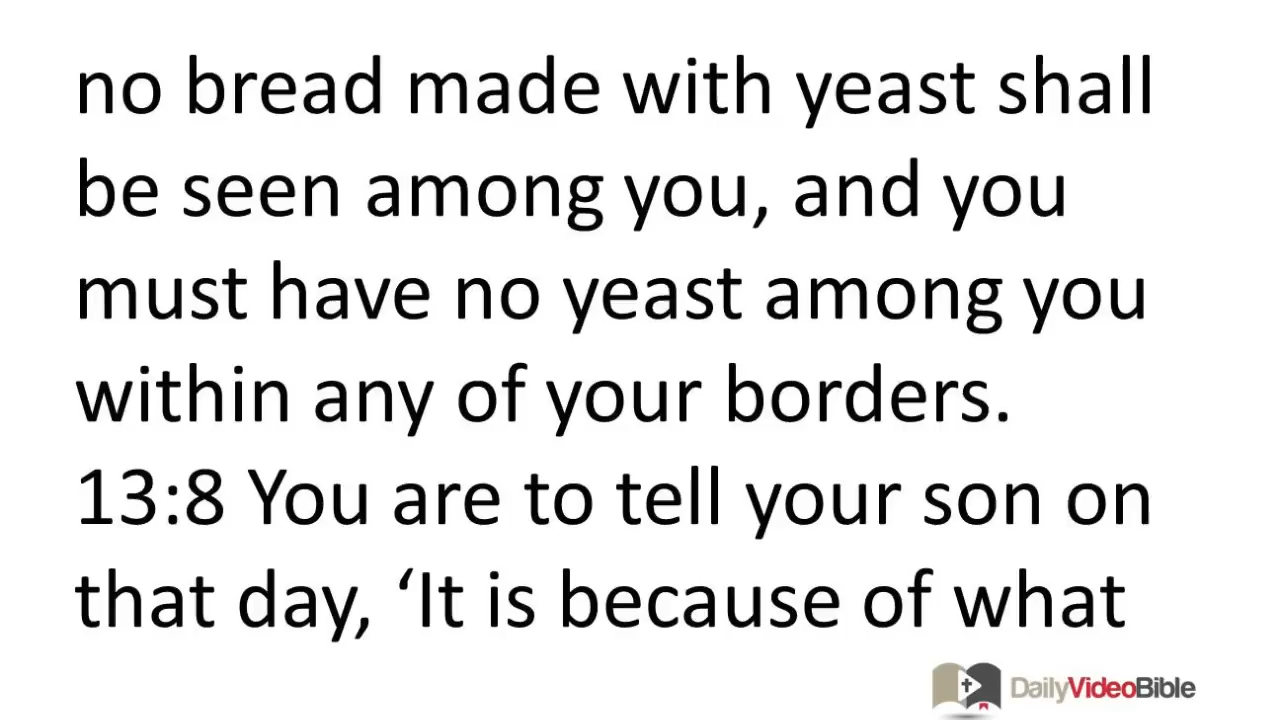 no bread made with yeast shall
be seen among you, and you
must have no yeast among you
within any of your borders.
13:8 You are to tell your son on
that day, ‘It is because of what
DailyVideoBible